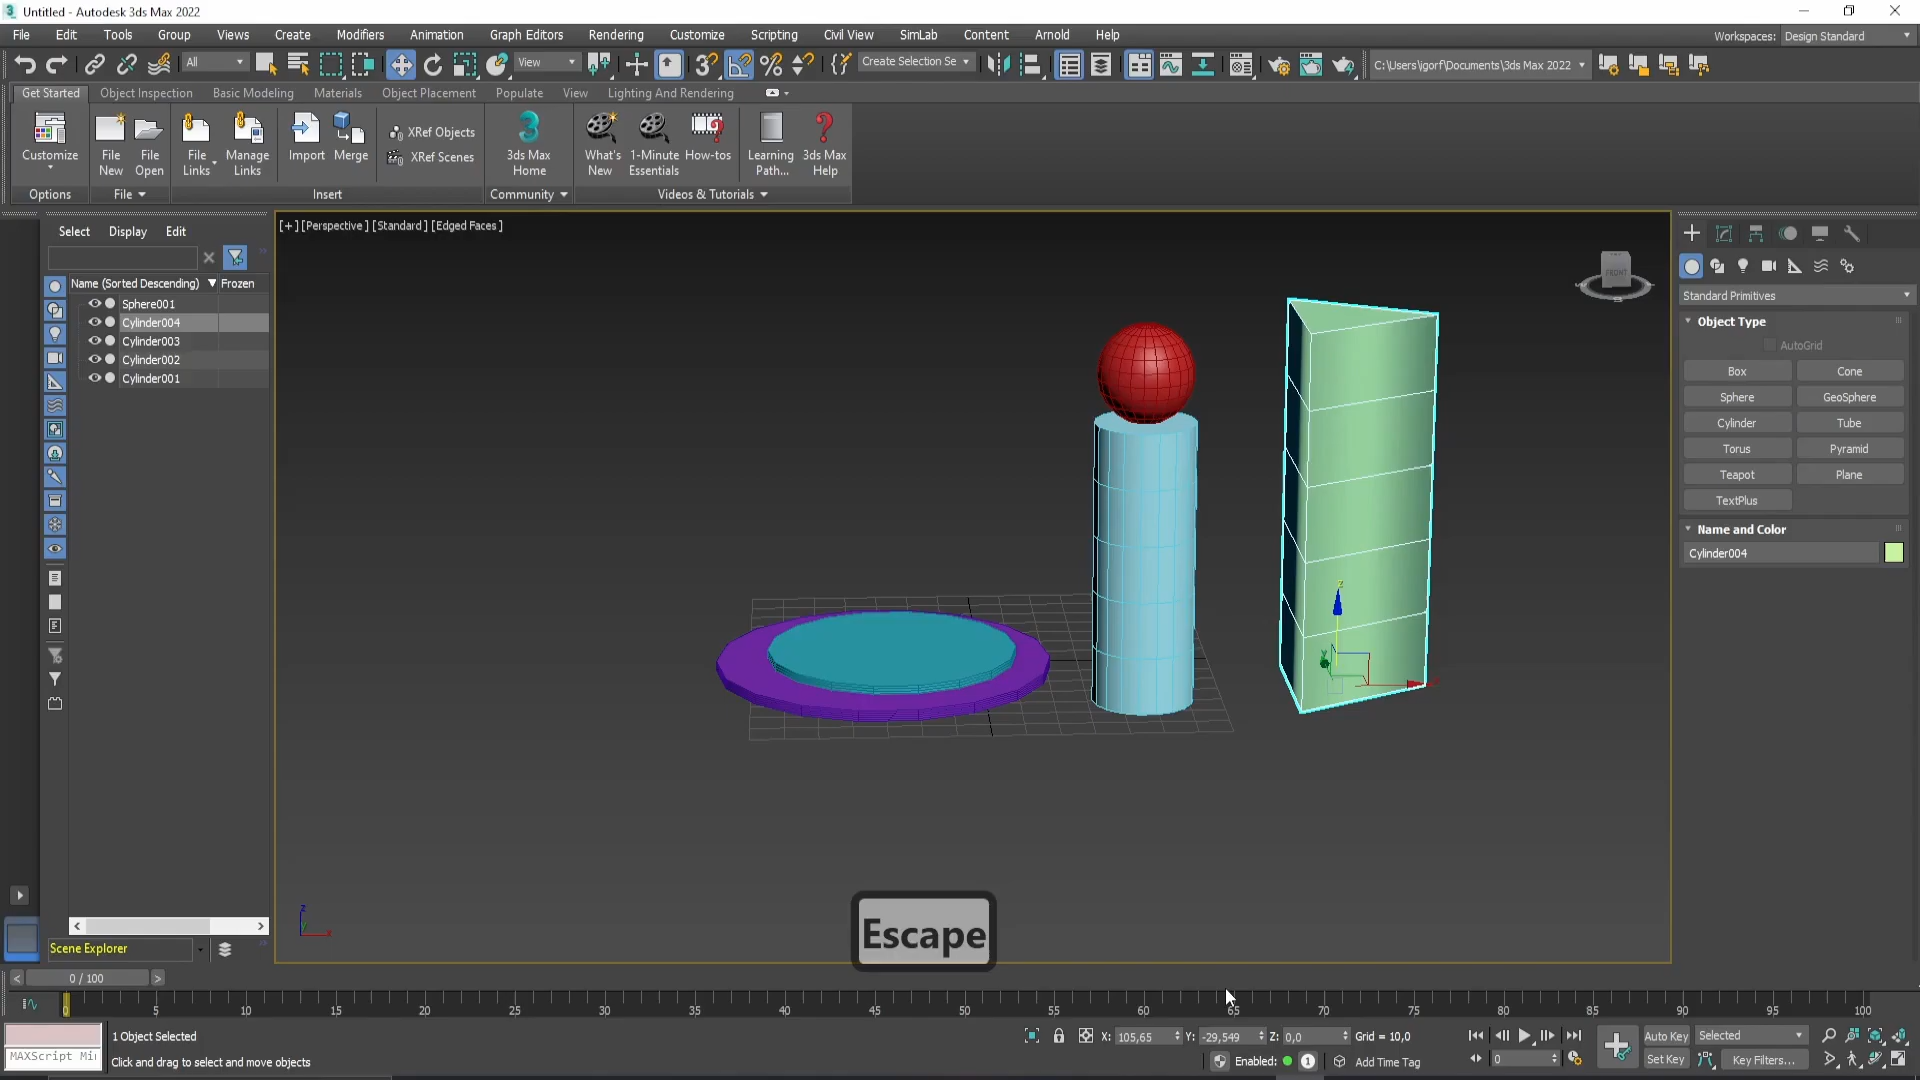 Untitled - Autodesk 3ds Max 2022
File Edit Tools Group Views Create Modifiers Animation Graph Editors Rendering Customize Scripting Civil View SimLab Content Arnold Help
Workspaces: Design Standard
All View Create Selection Se C:\Users\igorf\Documents\3ds Max 2022
Get Started Object Inspection Basic Modeling Materials Object Placement Populate View Lighting And Rendering
Customize
File New
File Open
File Links
Manage Links
Import
Merge
XRef Objects
XRef Scenes
3ds Max Home
What's New
1-Minute Essentials
How-tos
Learning Path...
3ds Max Help
Options File Insert Community Videos & Tutorials
Select Display Edit
Name (Sorted Descending) Frozen
Sphere001
Cylinder004
Cylinder003
Cylinder002
Cylinder001
Scene Explorer
[+] [Perspective] [Standard] [Edged Faces]
FRONT
Escape
Standard Primitives
Object Type
AutoGrid
Box Cone
Sphere GeoSphere
Cylinder Tube
Torus Pyramid
Teapot Plane
TextPlus
Name and Color
Cylinder004
< 0 / 100 >
0 5 10 15 20 25 30 35 40 45 50 55 60 65 70 75 80 85 90 95 100
1 Object Selected
X: 105,65 Y: -29,549 Z: 0,0 Grid = 10,0
Auto Key Selected
MAXScript Mi
Click and drag to select and move objects
Enabled: 1 Add Time Tag
0
Set Key Key Filters...